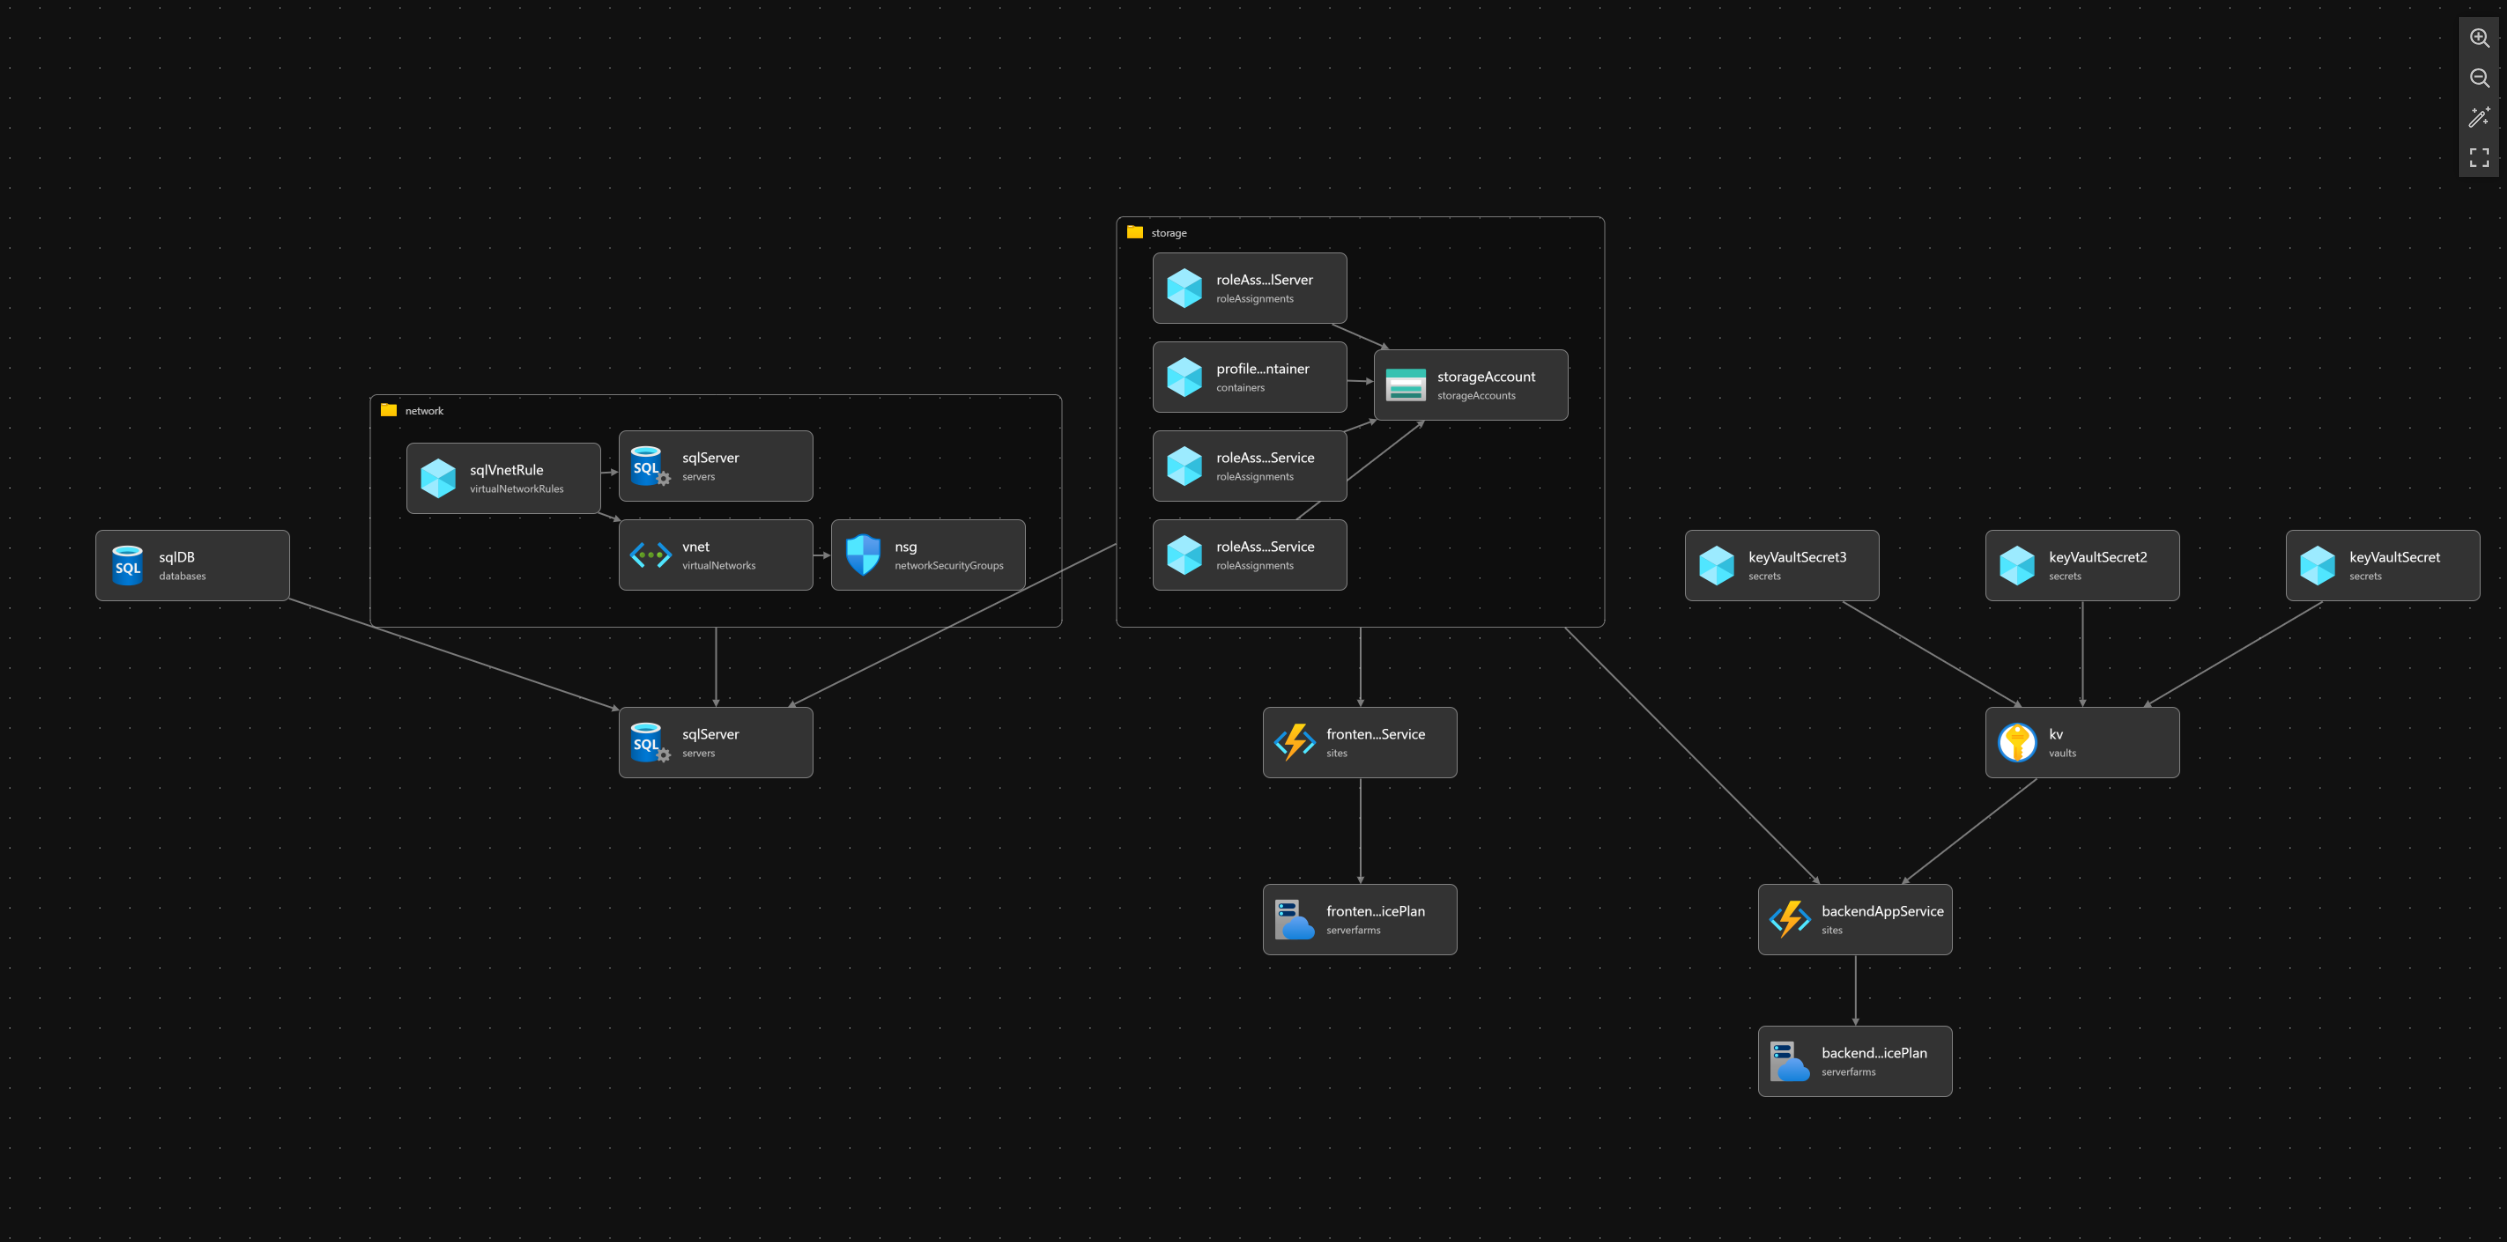 storage
roleAss...lServer
roleAssignments
profile...ntainer
containers
storageAccount
storageAccounts
roleAss...Service
roleAssignments
roleAss...Service
roleAssignments
network
sqlVnetRule
virtualNetworkRules
SQL
sqlServer
servers
vnet
virtualNetworks
nsg
networkSecurityGroups
SQL
sqlDB
databases
keyVaultSecret3
secrets
keyVaultSecret2
secrets
keyVaultSecret
secrets
SQL
sqlServer
servers
fronten...Service
sites
kv
vaults
fronten...icePlan
serverfarms
backendAppService
sites
backend...icePlan
serverfarms